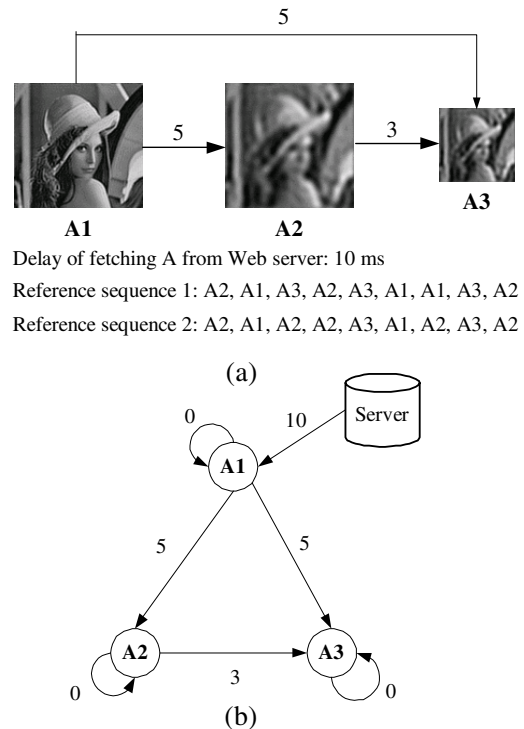 5
5
3
A1
A2
A3
Delay of fetching A from Web server: 10 ms
Reference sequence 1: A2, A1, A3, A2, A3, A1, A1, A3, A2
Reference sequence 2: A2, A1, A2, A2, A3, A1, A2, A3, A2
(a)
Server
0
10
A1
5
5
A2
A3
0
3
0
(b)